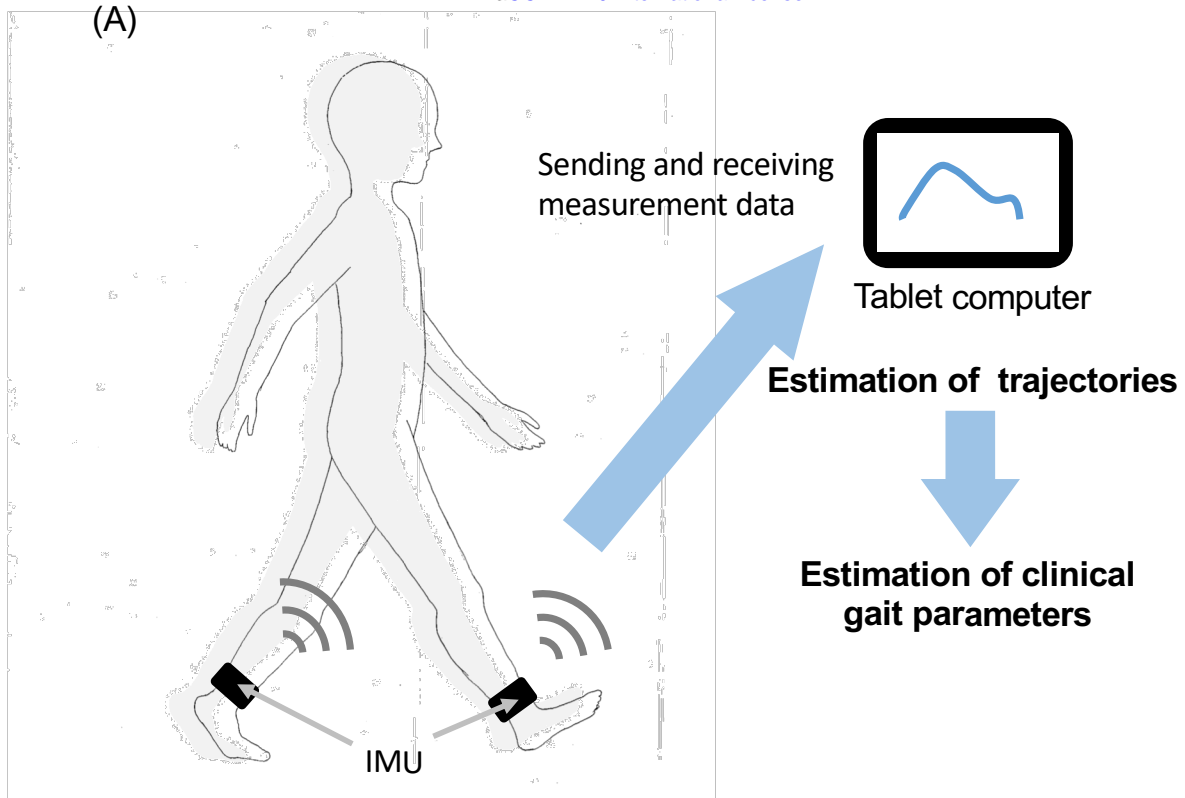 (A)
Sending and receiving
measurement data
Tablet computer
Estimation of trajectories
Estimation of clinical
gait parameters
IMU